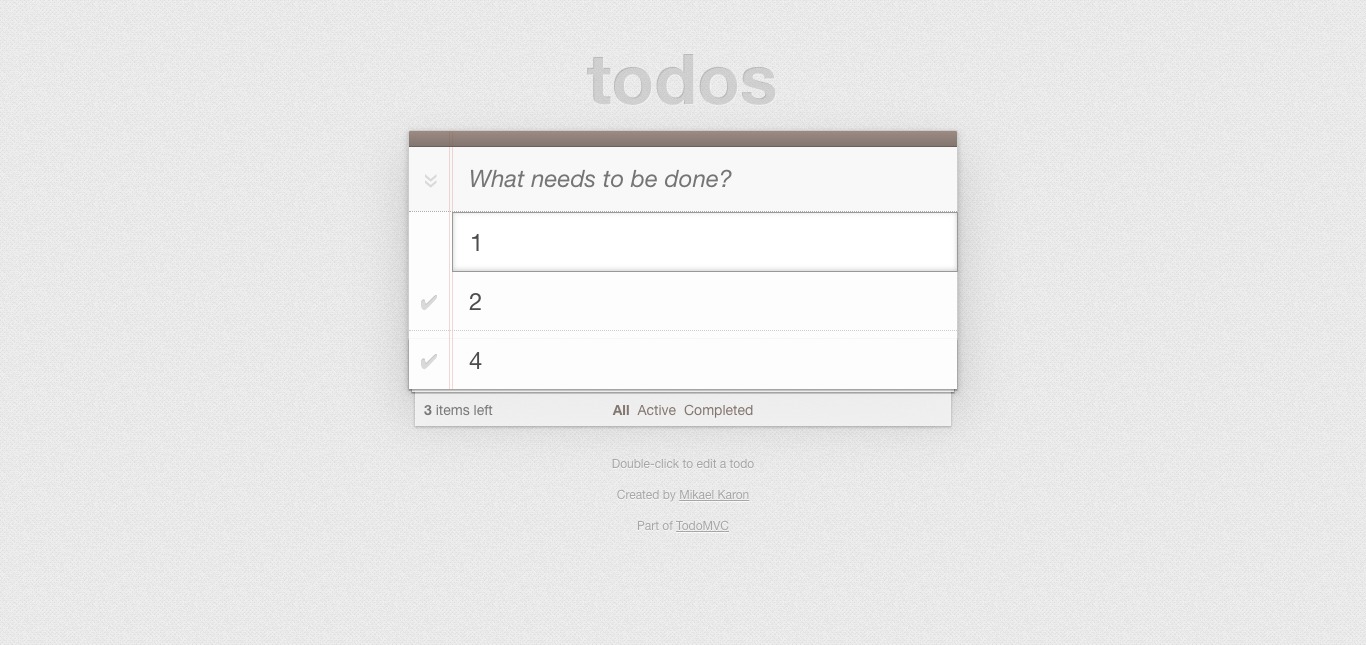 todos
What needs to be done?
1
2
4
3 items left All Active Completed
Double-click to edit a todo
Created by Mikael Karon
Part of TodoMVC